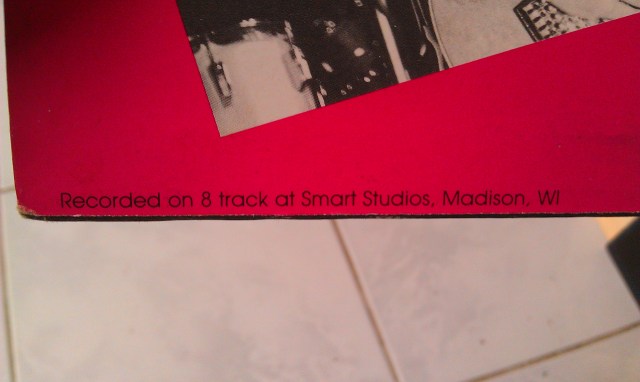 Recorded on 8 track at Smart Studios, Madison, WI